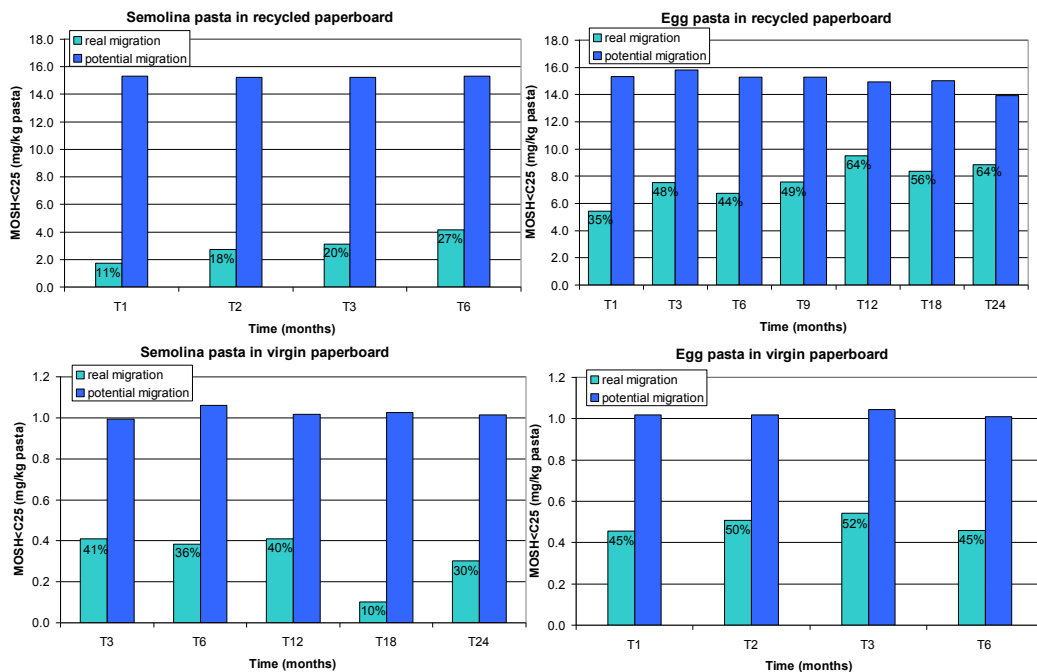 Semolina pasta in recycled paperboard
18.0
16.0
14.0
12.0
10.0
8.0
6.0
4.0
2.0
0.0
MOSH<C25 (mg/kg pasta)
real migration
potential migration
11%
18%
20%
27%
T1 T2 T3 T6
Time (months)
Egg pasta in recycled paperboard
18.0
16.0
14.0
12.0
10.0
8.0
6.0
4.0
2.0
0.0
MOSH<C25 (mg/kg pasta)
real migration
potential migration
35%
48%
44%
49%
64%
56%
64%
T1 T3 T6 T9 T12 T18 T24
Time (months)
Semolina pasta in virgin paperboard
1.2
1.0
0.8
0.6
0.4
0.2
0.0
MOSH<C25 (mg/kg pasta)
real migration
potential migration
41%
36%
40%
10%
30%
T3 T6 T12 T18 T24
Time (months)
Egg pasta in virgin paperboard
1.2
1.0
0.8
0.6
0.4
0.2
0.0
MOSH<C25 (mg/kg pasta)
real migration
potential migration
45%
50%
52%
45%
T1 T2 T3 T6
Time (months)